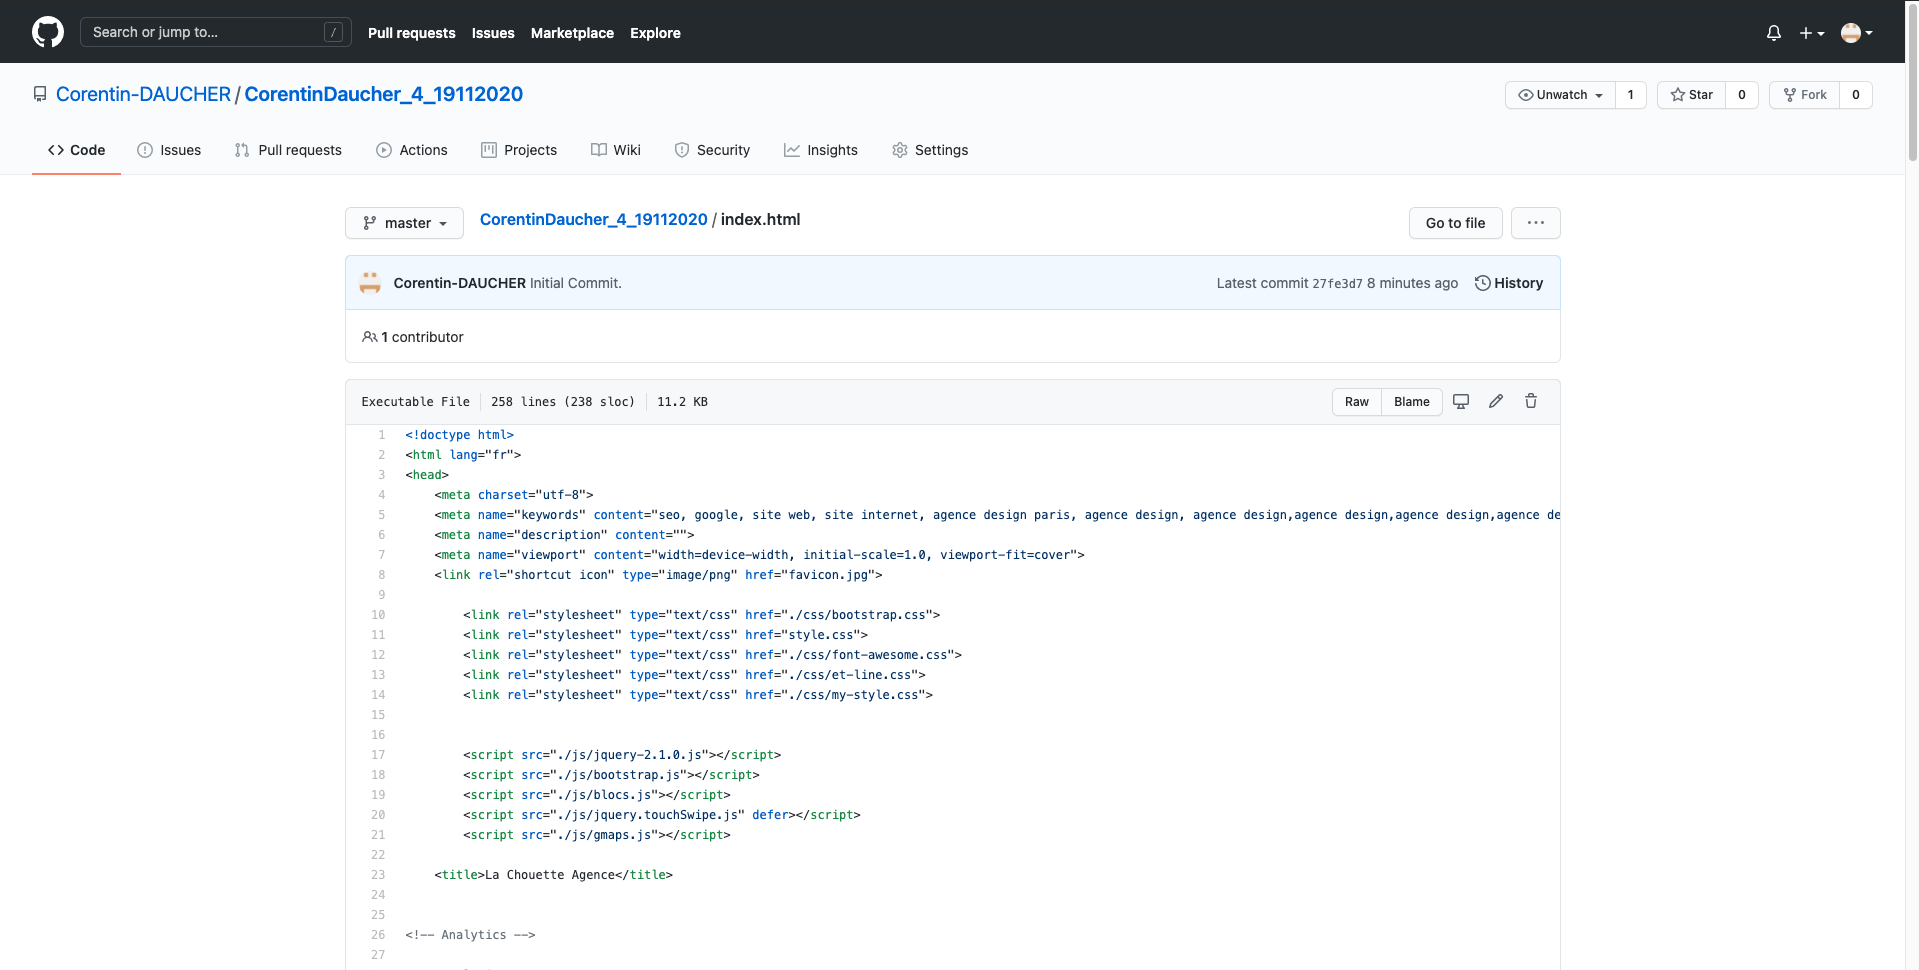 Search or jump to... /
Pull requests Issues Marketplace Explore
Corentin-DAUCHER / CorentinDaucher_4_19112020
Unwatch 1 Star 0 Fork 0
Code Issues Pull requests Actions Projects Wiki Security Insights Settings
master CorentinDaucher_4_19112020 / index.html Go to file ...
Corentin-DAUCHER Initial Commit. Latest commit 27fe3d7 8 minutes ago History
1 contributor
Executable File 258 lines (238 sloc) 11.2 KB Raw Blame
1 <!doctype html>
2 <html lang="fr">
3 <head>
4 <meta charset="utf-8">
5 <meta name="keywords" content="seo, google, site web, site internet, agence design paris, agence design, agence design,agence design,agence design,agence de
6 <meta name="description" content="">
7 <meta name="viewport" content="width=device-width, initial-scale=1.0, viewport-fit=cover">
8 <link rel="shortcut icon" type="image/png" href="favicon.jpg">
9
10 <link rel="stylesheet" type="text/css" href="./css/bootstrap.css">
11 <link rel="stylesheet" type="text/css" href="style.css">
12 <link rel="stylesheet" type="text/css" href="./css/font-awesome.css">
13 <link rel="stylesheet" type="text/css" href="./css/et-line.css">
14 <link rel="stylesheet" type="text/css" href="./css/my-style.css">
15
16
17 <script src="./js/jquery-2.1.0.js"></script>
18 <script src="./js/bootstrap.js"></script>
19 <script src="./js/blocs.js"></script>
20 <script src="./js/jquery.touchSwipe.js" defer></script>
21 <script src="./js/gmaps.js"></script>
22
23 <title>La Chouette Agence</title>
24
25
26 <!-- Analytics -->
27